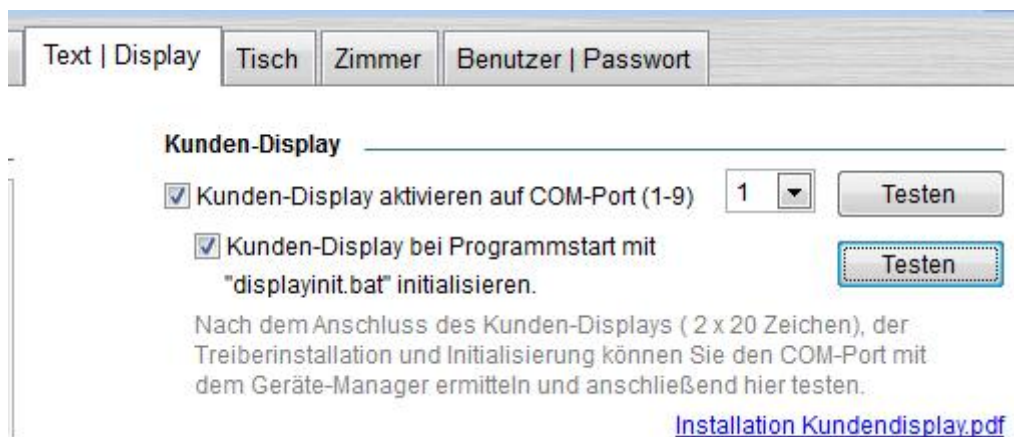 Text | Display Tisch Zimmer Benutzer | Passwort
Kunden-Display
Kunden-Display aktivieren auf COM-Port (1-9) 1 Testen
Kunden-Display bei Programmstart mit
"displayinit.bat" initialisieren. Testen
Nach dem Anschluss des Kunden-Displays ( 2 x 20 Zeichen), der
Treiberinstallation und Initialisierung können Sie den COM-Port mit
dem Geräte-Manager ermitteln und anschließend hier testen.
Installation Kundendisplay.pdf